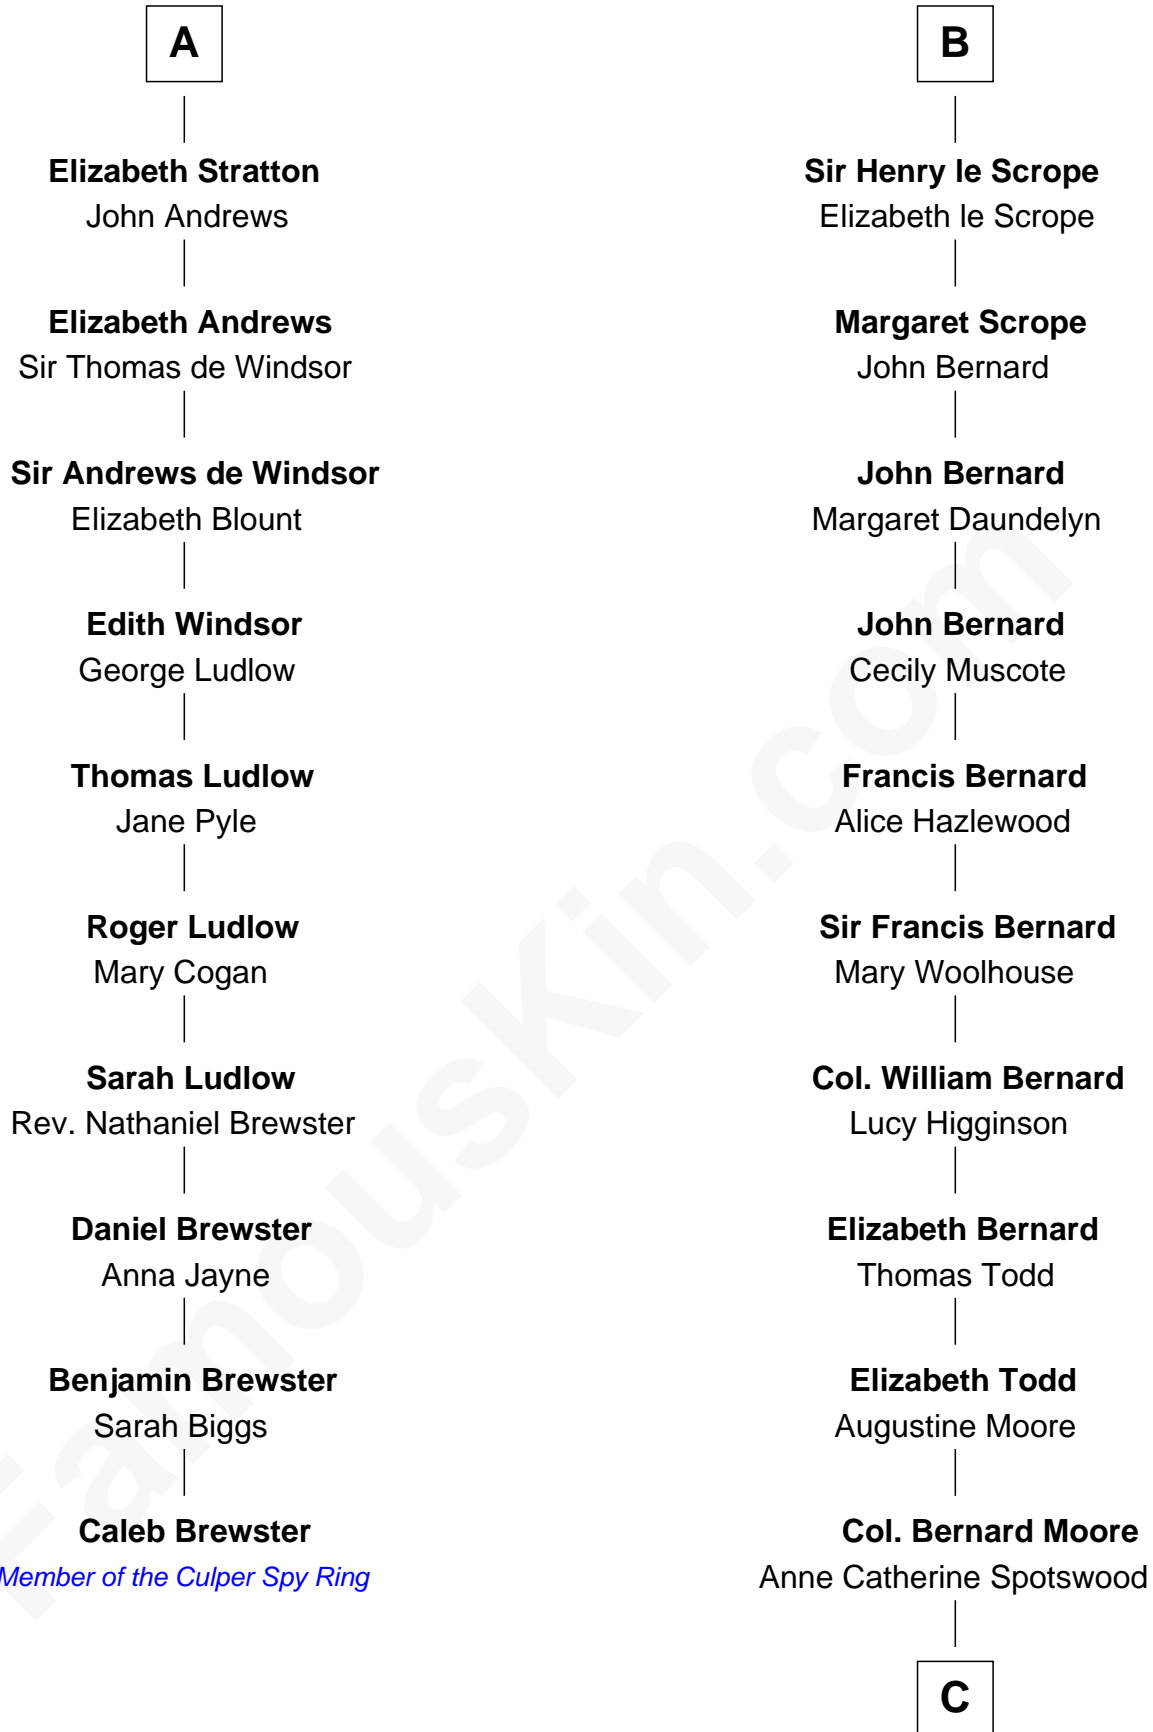 A
Elizabeth Stratton
John Andrews
Elizabeth Andrews
Sir Thomas de Windsor
Sir Andrews de Windsor
Elizabeth Blount
Edith Windsor
George Ludlow
Thomas Ludlow
Jane Pyle
Roger Ludlow
Mary Cogan
Sarah Ludlow
Rev. Nathaniel Brewster
Daniel Brewster
Anna Jayne
Benjamin Brewster
Sarah Biggs
Caleb Brewster
Member of the Culper Spy Ring
B
Sir Henry le Scrope
Elizabeth le Scrope
Margaret Scrope
John Bernard
John Bernard
Margaret Daundelyn
John Bernard
Cecily Muscote
Francis Bernard
Alice Hazlewood
Sir Francis Bernard
Mary Woolhouse
Col. William Bernard
Lucy Higginson
Elizabeth Bernard
Thomas Todd
Elizabeth Todd
Augustine Moore
Col. Bernard Moore
Anne Catherine Spotswood
C
FamousKin.com